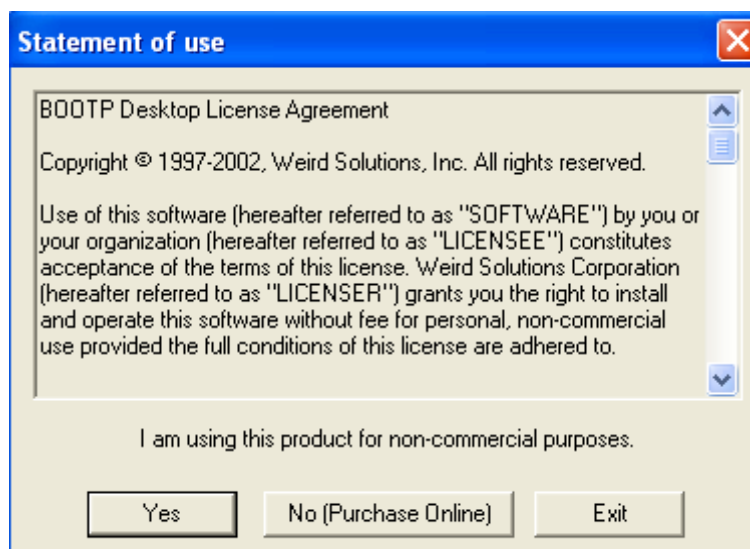 Statement of use
BOOTP Desktop License Agreement
Copyright © 1997-2002, Weird Solutions, Inc. All rights reserved.
Use of this software (hereafter referred to as "SOFTWARE") by you or
your organization (hereafter referred to as "LICENSEE") constitutes
acceptance of the terms of this license. Weird Solutions Corporation
(hereafter referred to as "LICENSER") grants you the right to install
and operate this software without fee for personal, non-commercial
use provided the full conditions of this license are adhered to.
I am using this product for non-commercial purposes.
Yes
No (Purchase Online)
Exit